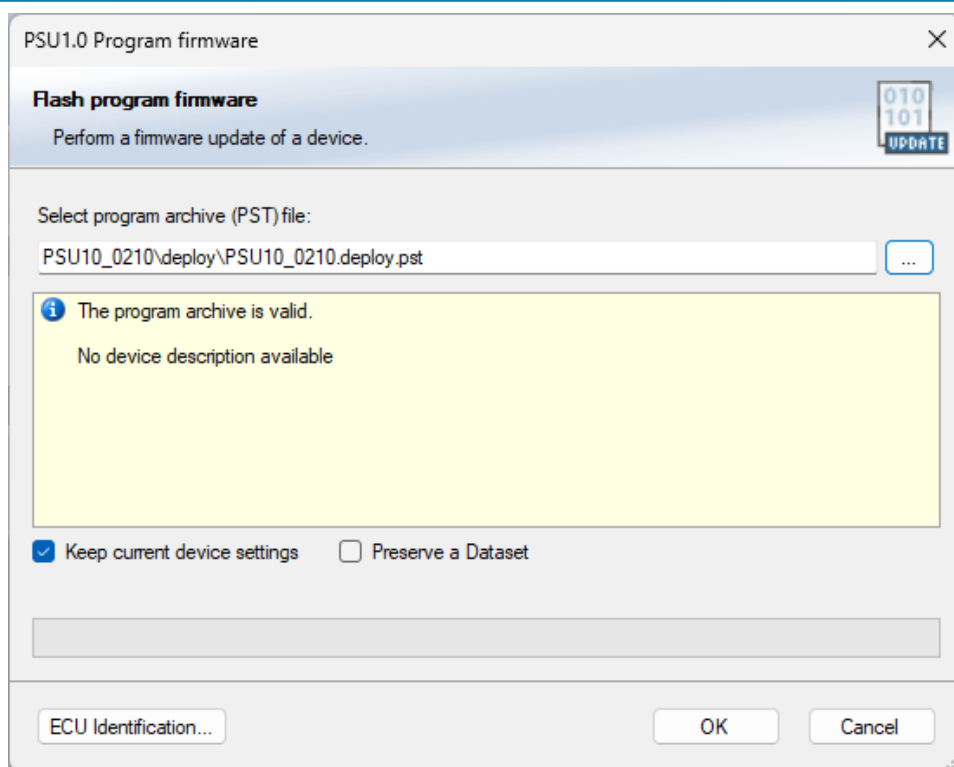 PSU1.0 Program firmware
Flash program firmware
Perform a firmware update of a device.
010
101
UPDATE
Select program archive (PST) file:
PSU10_0210\deploy\PSU10_0210.deploy.pst
...
The program archive is valid.
No device description available
Keep current device settings
Preserve a Dataset
ECU Identification...
OK
Cancel